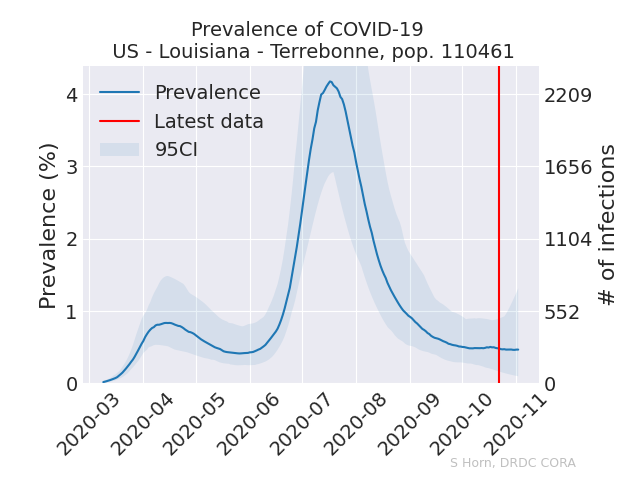 Prevalence of COVID-19
US - Louisiana - Terrebonne, pop. 110461
Prevalence
Latest data
95CI
Prevalence (%)
4
3
2
1
0
2209
1656
1104
552
0
# of infections
2020-03
2020-04
2020-05
2020-06
2020-07
2020-08
2020-09
2020-10
2020-11
S Horn, DRDC CORA